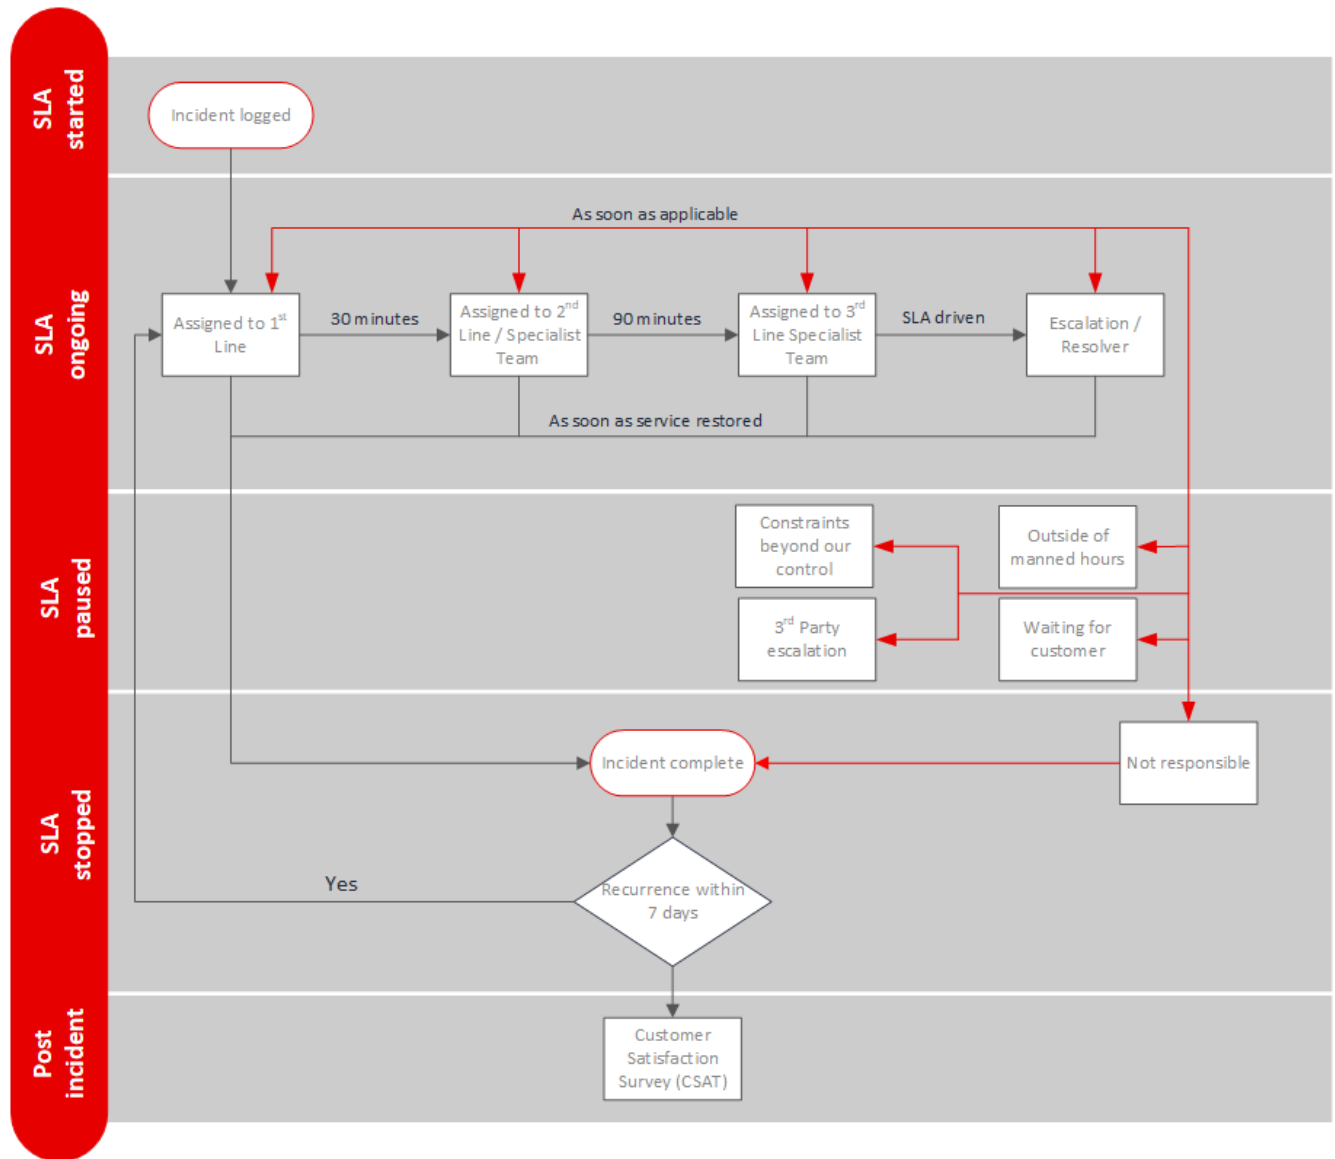 SLA
started
Incident logged
SLA
ongoing
As soon as applicable
Assigned to 1st
Line
30 minutes
Assigned to 2nd
Line / Specialist
Team
90 minutes
Assigned to 3rd
Line Specialist
Team
SLA driven
Escalation /
Resolver
As soon as service restored
SLA
paused
Constraints
beyond our
control
Outside of
manned hours
3rd Party
escalation
Waiting for
customer
SLA
stopped
Incident complete
Not responsible
Recurrence within
7 days
Yes
Post
incident
Customer
Satisfaction
Survey (CSAT)